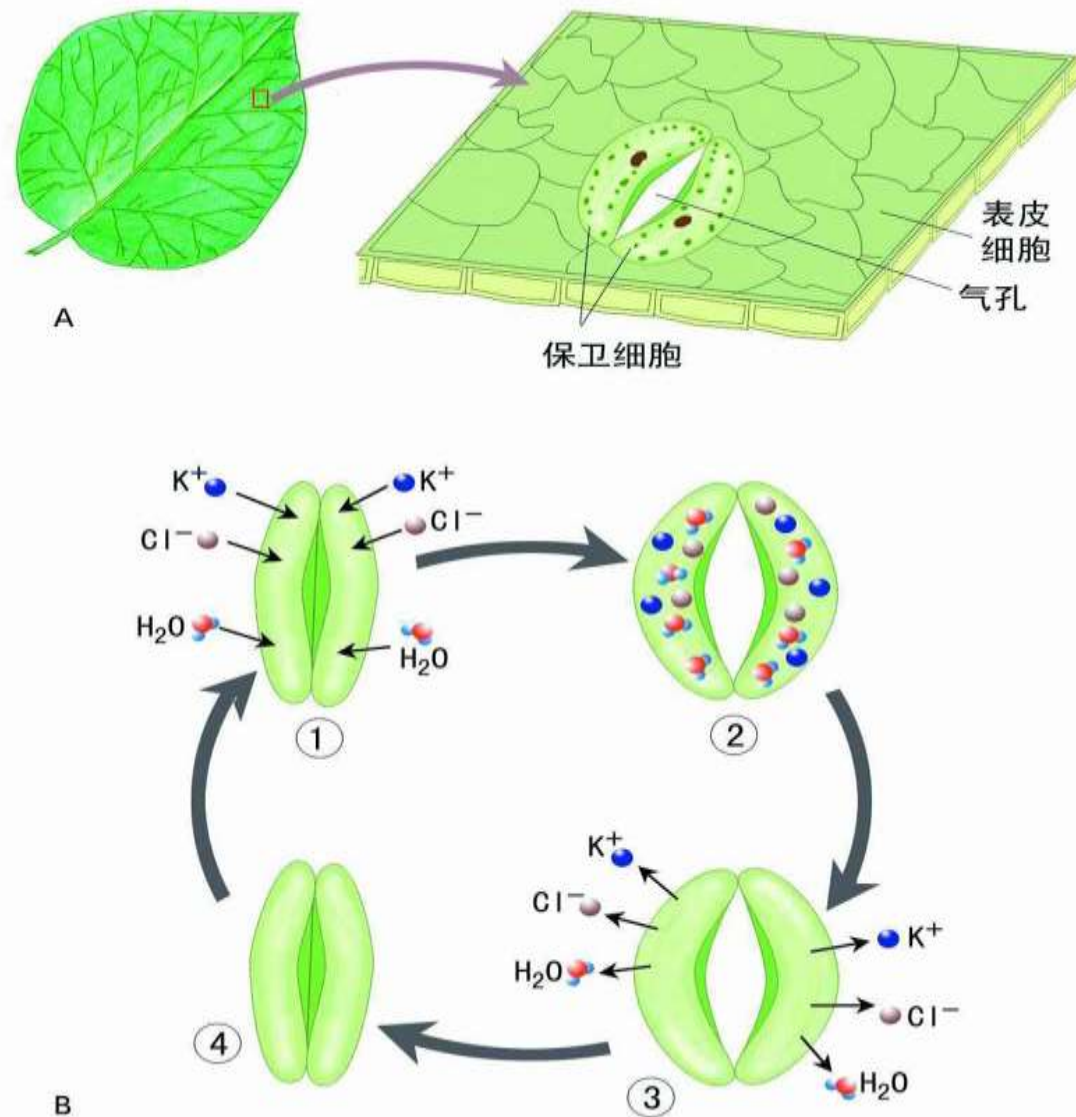 表皮
细胞
气孔
保卫细胞
A
K⁺ K⁺
Cl⁻ Cl⁻
H₂O H₂O
① ②
K⁺
Cl⁻ K⁺
H₂O Cl⁻
④ H₂O
③
B